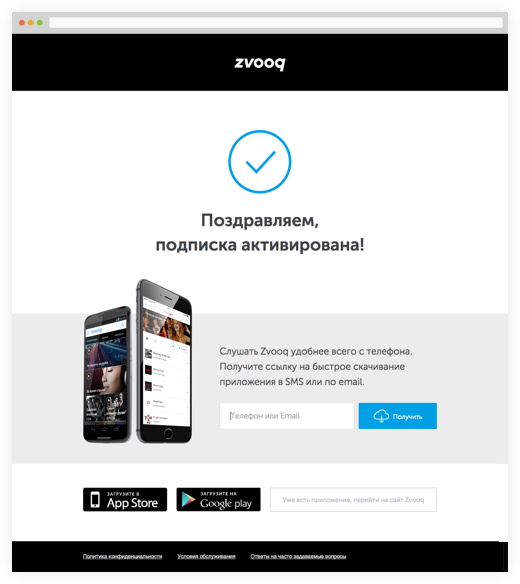 zvooq
Поздравляем,
подписка активирована!
Слушать Zvooq удобнее всего с телефона.
Получите ссылку на быстрое скачивание
приложения в SMS или по email.
Телефон или Email
Получить
ЗАГРУЗИТЕ В
App Store
ЗАГРУЗИТЕ НА
Google play
Уже есть приложение, перейти на сайт Zvooq
Политика конфиденциальности
Условия обслуживания
Ответы на часто задаваемые вопросы